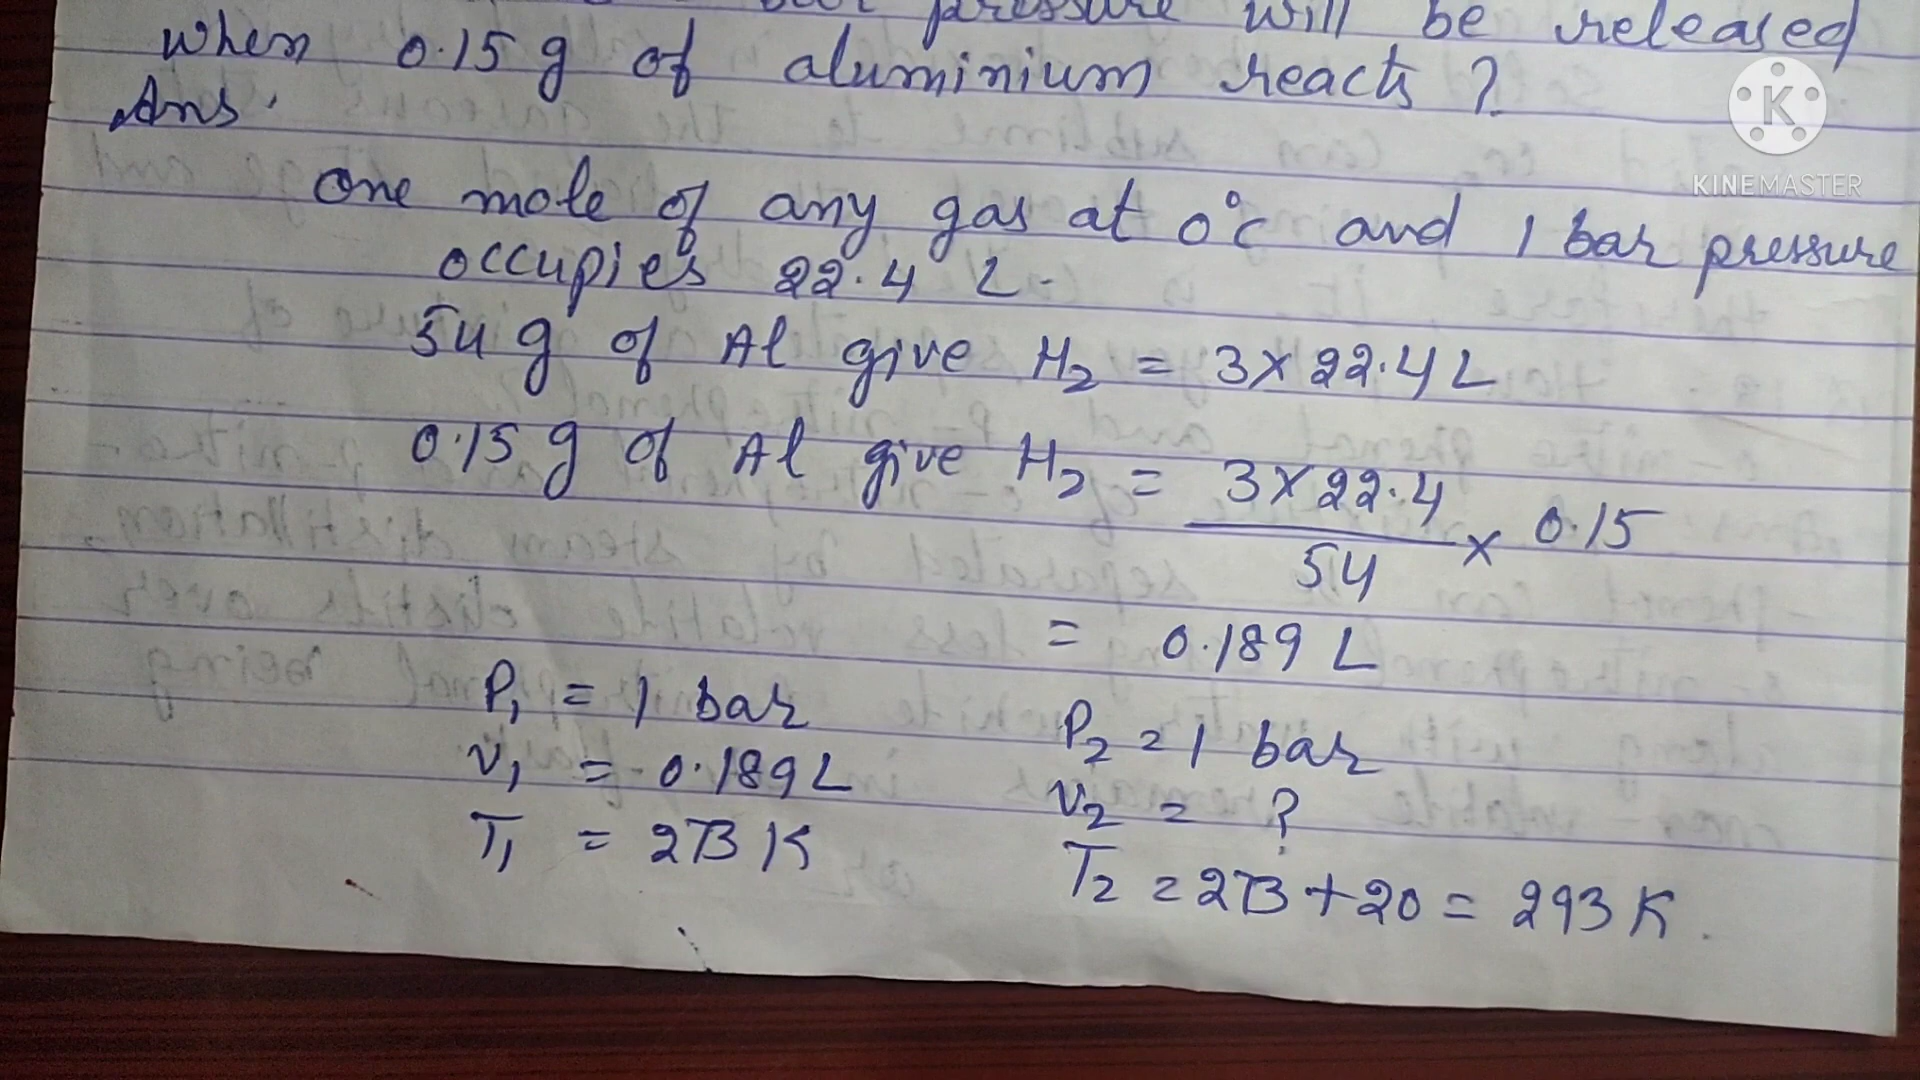 pressure will be released
when 0.15 g of aluminium reacts ?
Ans.
One mole of any gas at 0°c and 1 bar pressure
occupies 22.4 L.
54 g of Al give H2 = 3 x 22.4 L
0.15 g of Al give H2 = 3 x 22.4 / 54 x 0.15
= 0.189 L
P1 = 1 bar
V1 = 0.189 L
T1 = 273 K
P2 = 1 bar
V2 = ?
T2 = 273 + 20 = 293 K.
KINEMASTER